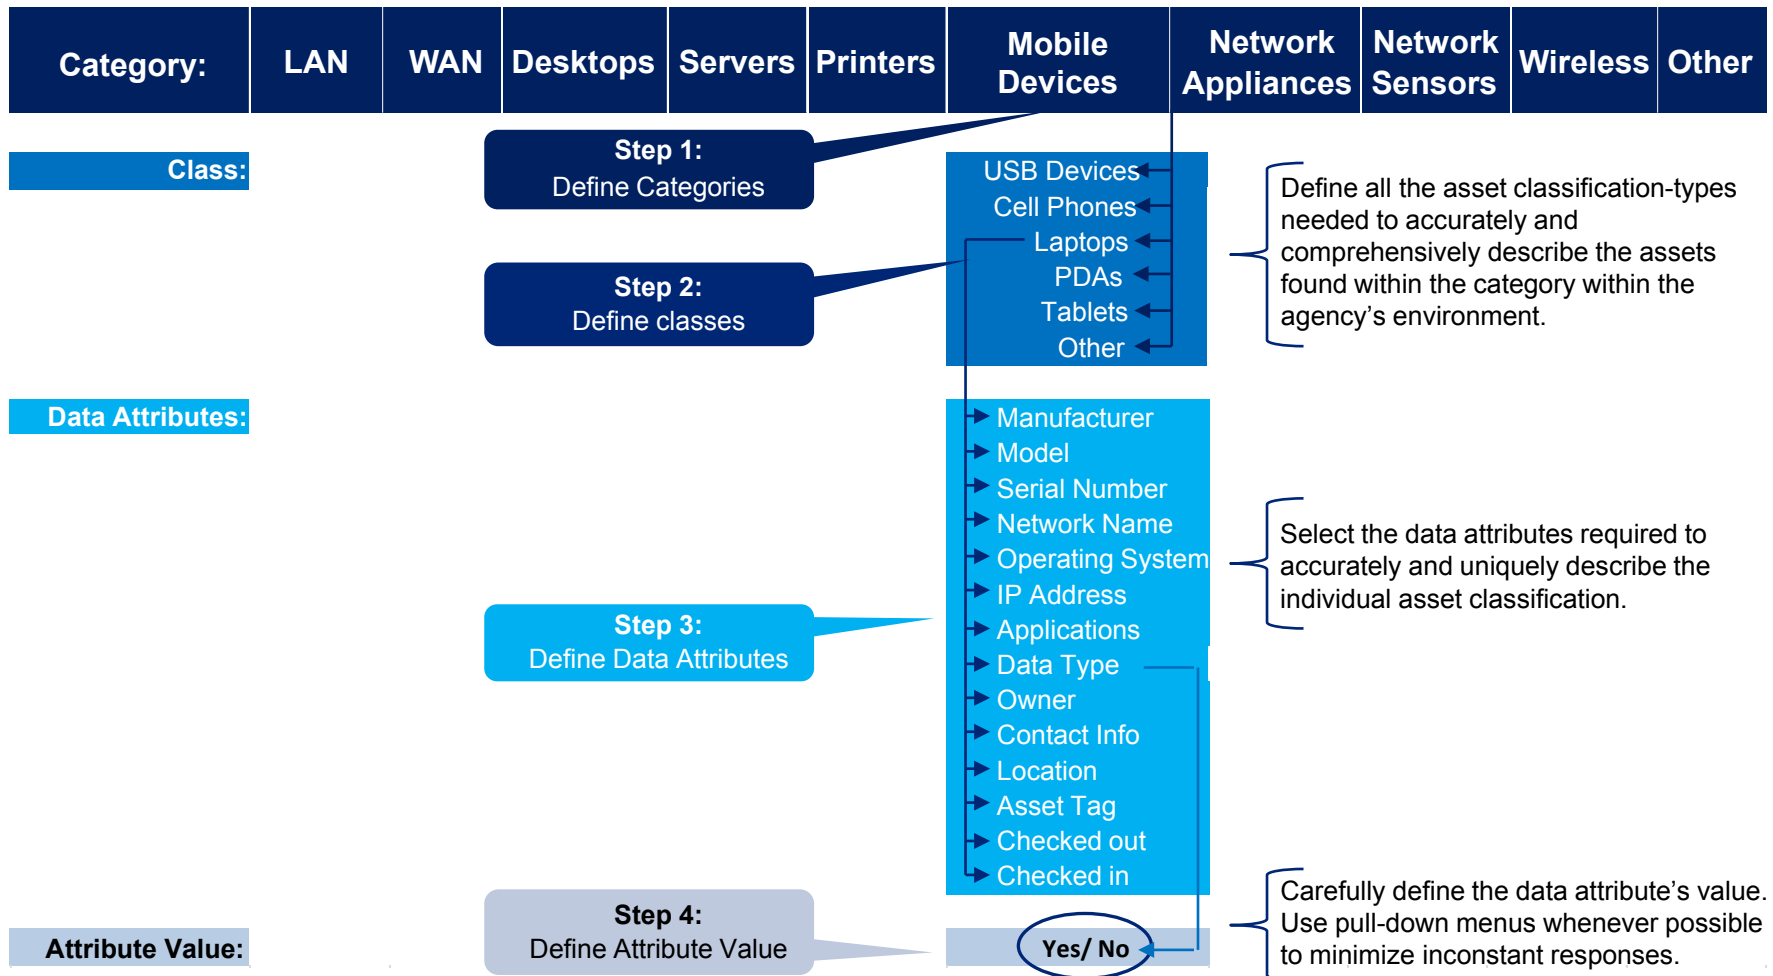 Category:
LAN
WAN
Desktops
Servers
Printers
Mobile
Devices
Network
Appliances
Network
Sensors
Wireless
Other
Class:
Step 1:
Define Categories
USB Devices
Cell Phones
Laptops
PDAs
Tablets
Other
Define all the asset classification-types
needed to accurately and
comprehensively describe the assets
found within the category within the
agency’s environment.
Step 2:
Define classes
Data Attributes:
Manufacturer
Model
Serial Number
Network Name
Operating System
IP Address
Applications
Data Type
Owner
Contact Info
Location
Asset Tag
Checked out
Checked in
Select the data attributes required to
accurately and uniquely describe the
individual asset classification.
Step 3:
Define Data Attributes
Step 4:
Define Attribute Value
Attribute Value:
Yes/ No
Carefully define the data attribute’s value.
Use pull-down menus whenever possible
to minimize inconstant responses.